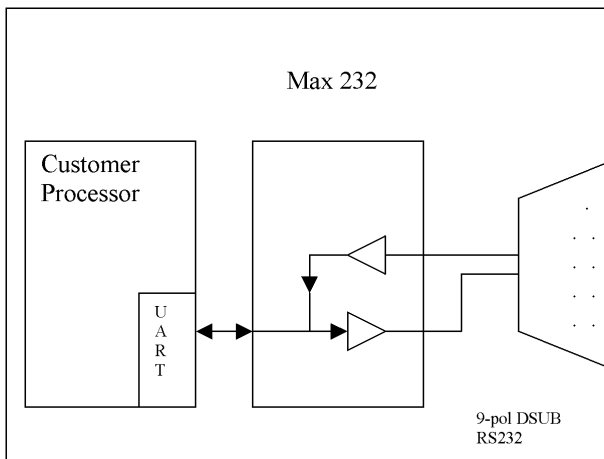 Max 232
Customer
Processor
U
A
R
T
9-pol DSUB
RS232